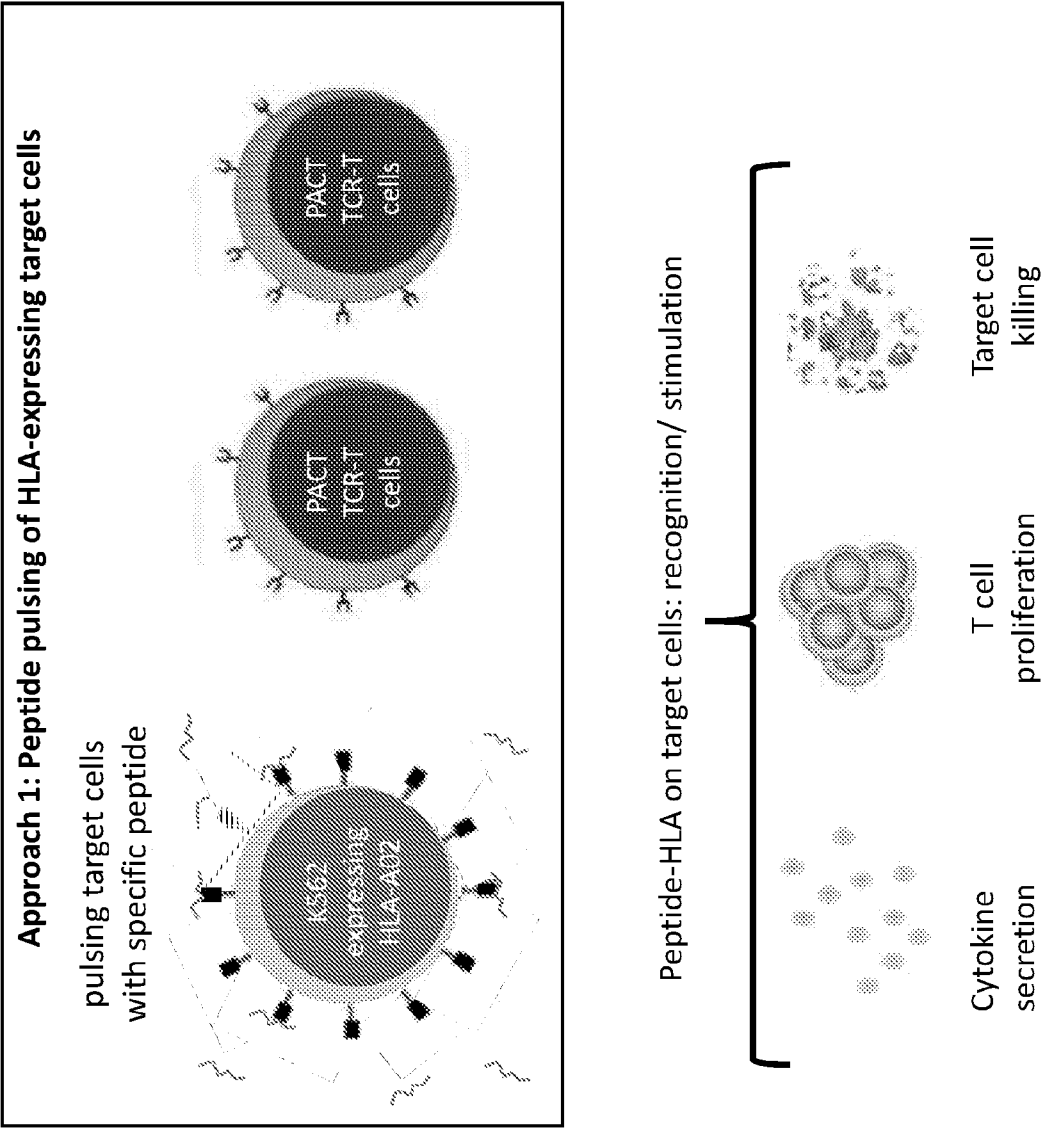 Approach 1: Peptide pulsing of HLA-expressing target cells
pulsing target cells
with specific peptide
K562
expressing
HLA-A02
PACT
TCR-T
cells
PACT
TCR-T
cells
Peptide-HLA on target cells: recognition/ stimulation
Cytokine
secretion
T cell
proliferation
Target cell
killing